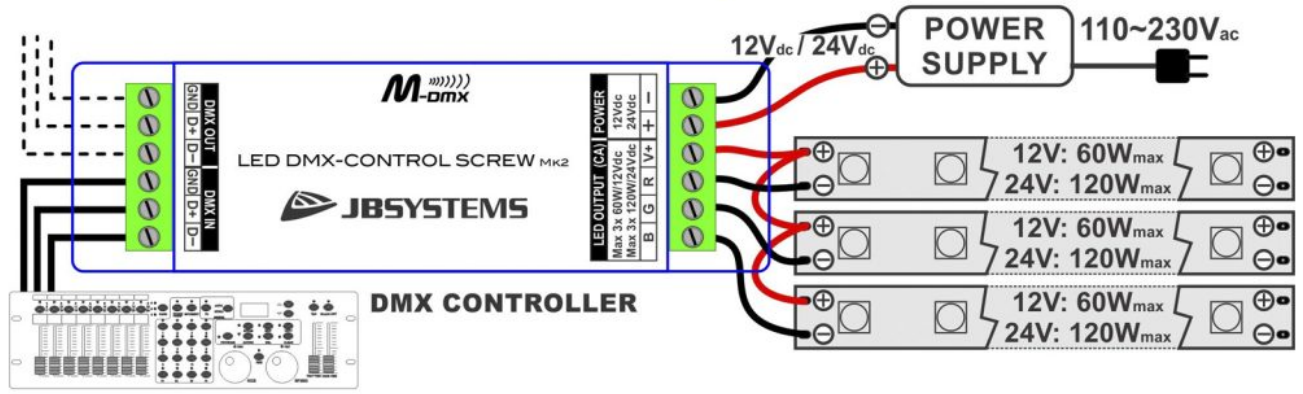 POWER
SUPPLY
110~230Vac
12Vdc / 24Vdc
M-DMX
LED DMX-CONTROL SCREW Mk2
JBSYSTEMS
DMX OUT
GND
D+
D−
DMX IN
GND
D+
D−
POWER
12Vdc
24Vdc
−
+
LED OUTPUT (CA)
Max 3x 60W/12Vdc
Max 3x 120W/24Vdc
V+
R
G
B
12V: 60Wmax
24V: 120Wmax
12V: 60Wmax
24V: 120Wmax
12V: 60Wmax
24V: 120Wmax
DMX CONTROLLER